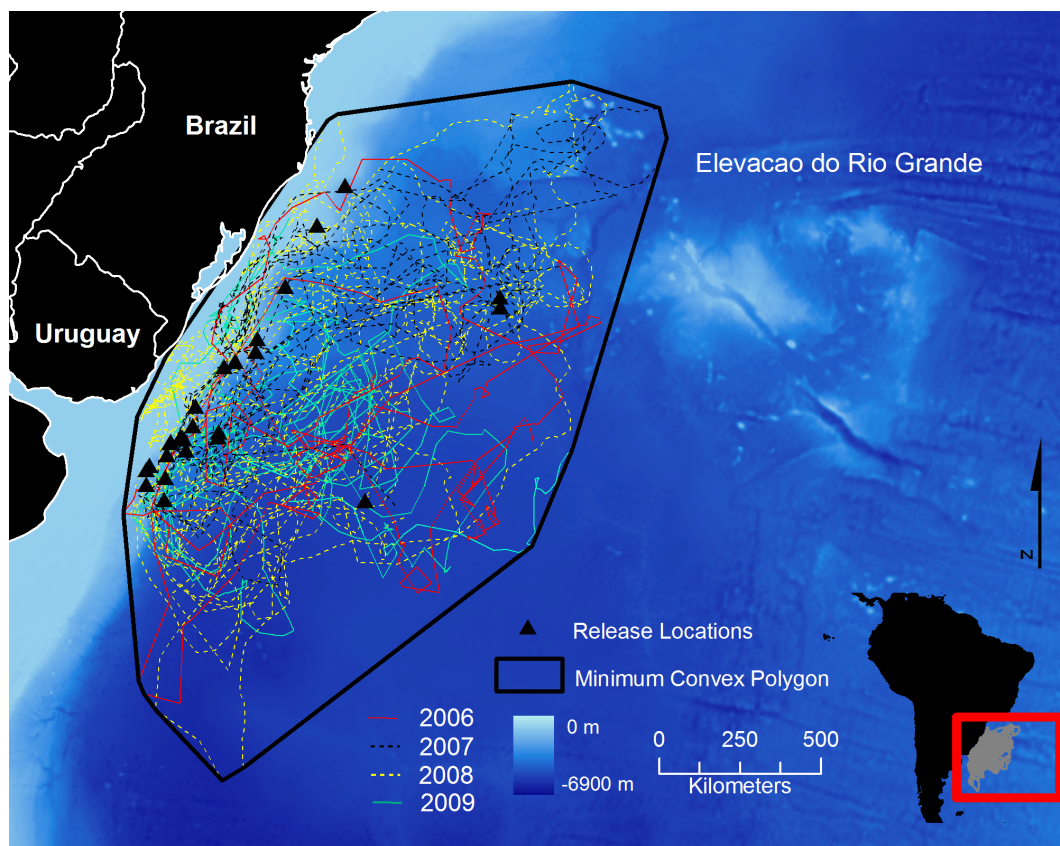 Brazil
Elevacao do Rio Grande
Uruguay
N
Release Locations
Minimum Convex Polygon
2006
2007
2008
2009
0 m
-6900 m
0 250 500
Kilometers